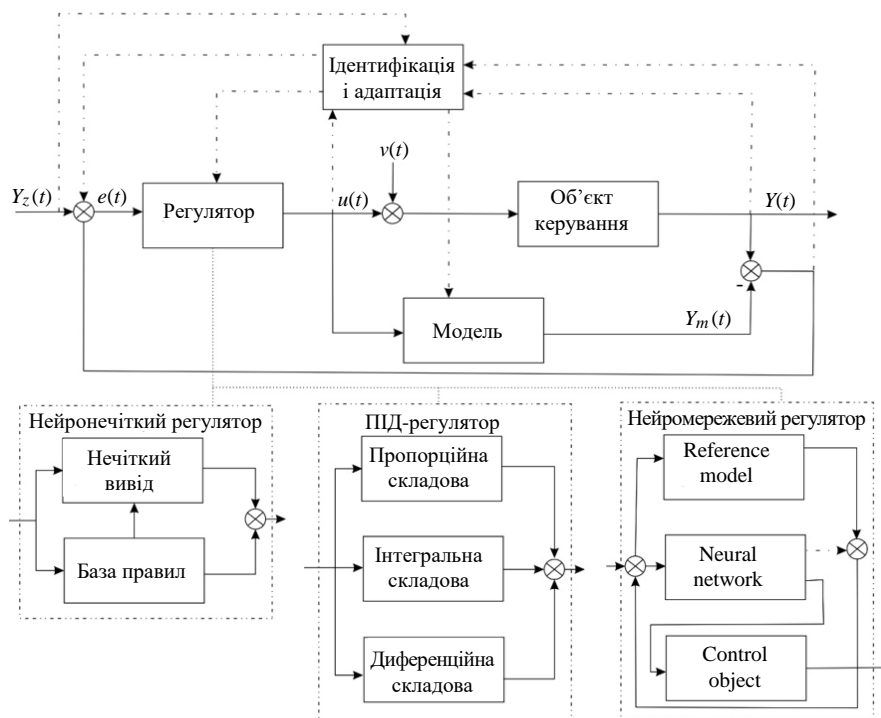 Ідентифікація
і адаптація
v(t)
Y_z(t)
e(t)
Регулятор
u(t)
Об’єкт
керування
Y(t)
-
Модель
Y_m(t)
Нейронечіткий регулятор
Нечіткий
вивід
База правил
ПІД-регулятор
Пропорційна
складова
Інтегральна
складова
Диференційна
складова
Нейромережевий регулятор
Reference
model
Neural
network
Control
object